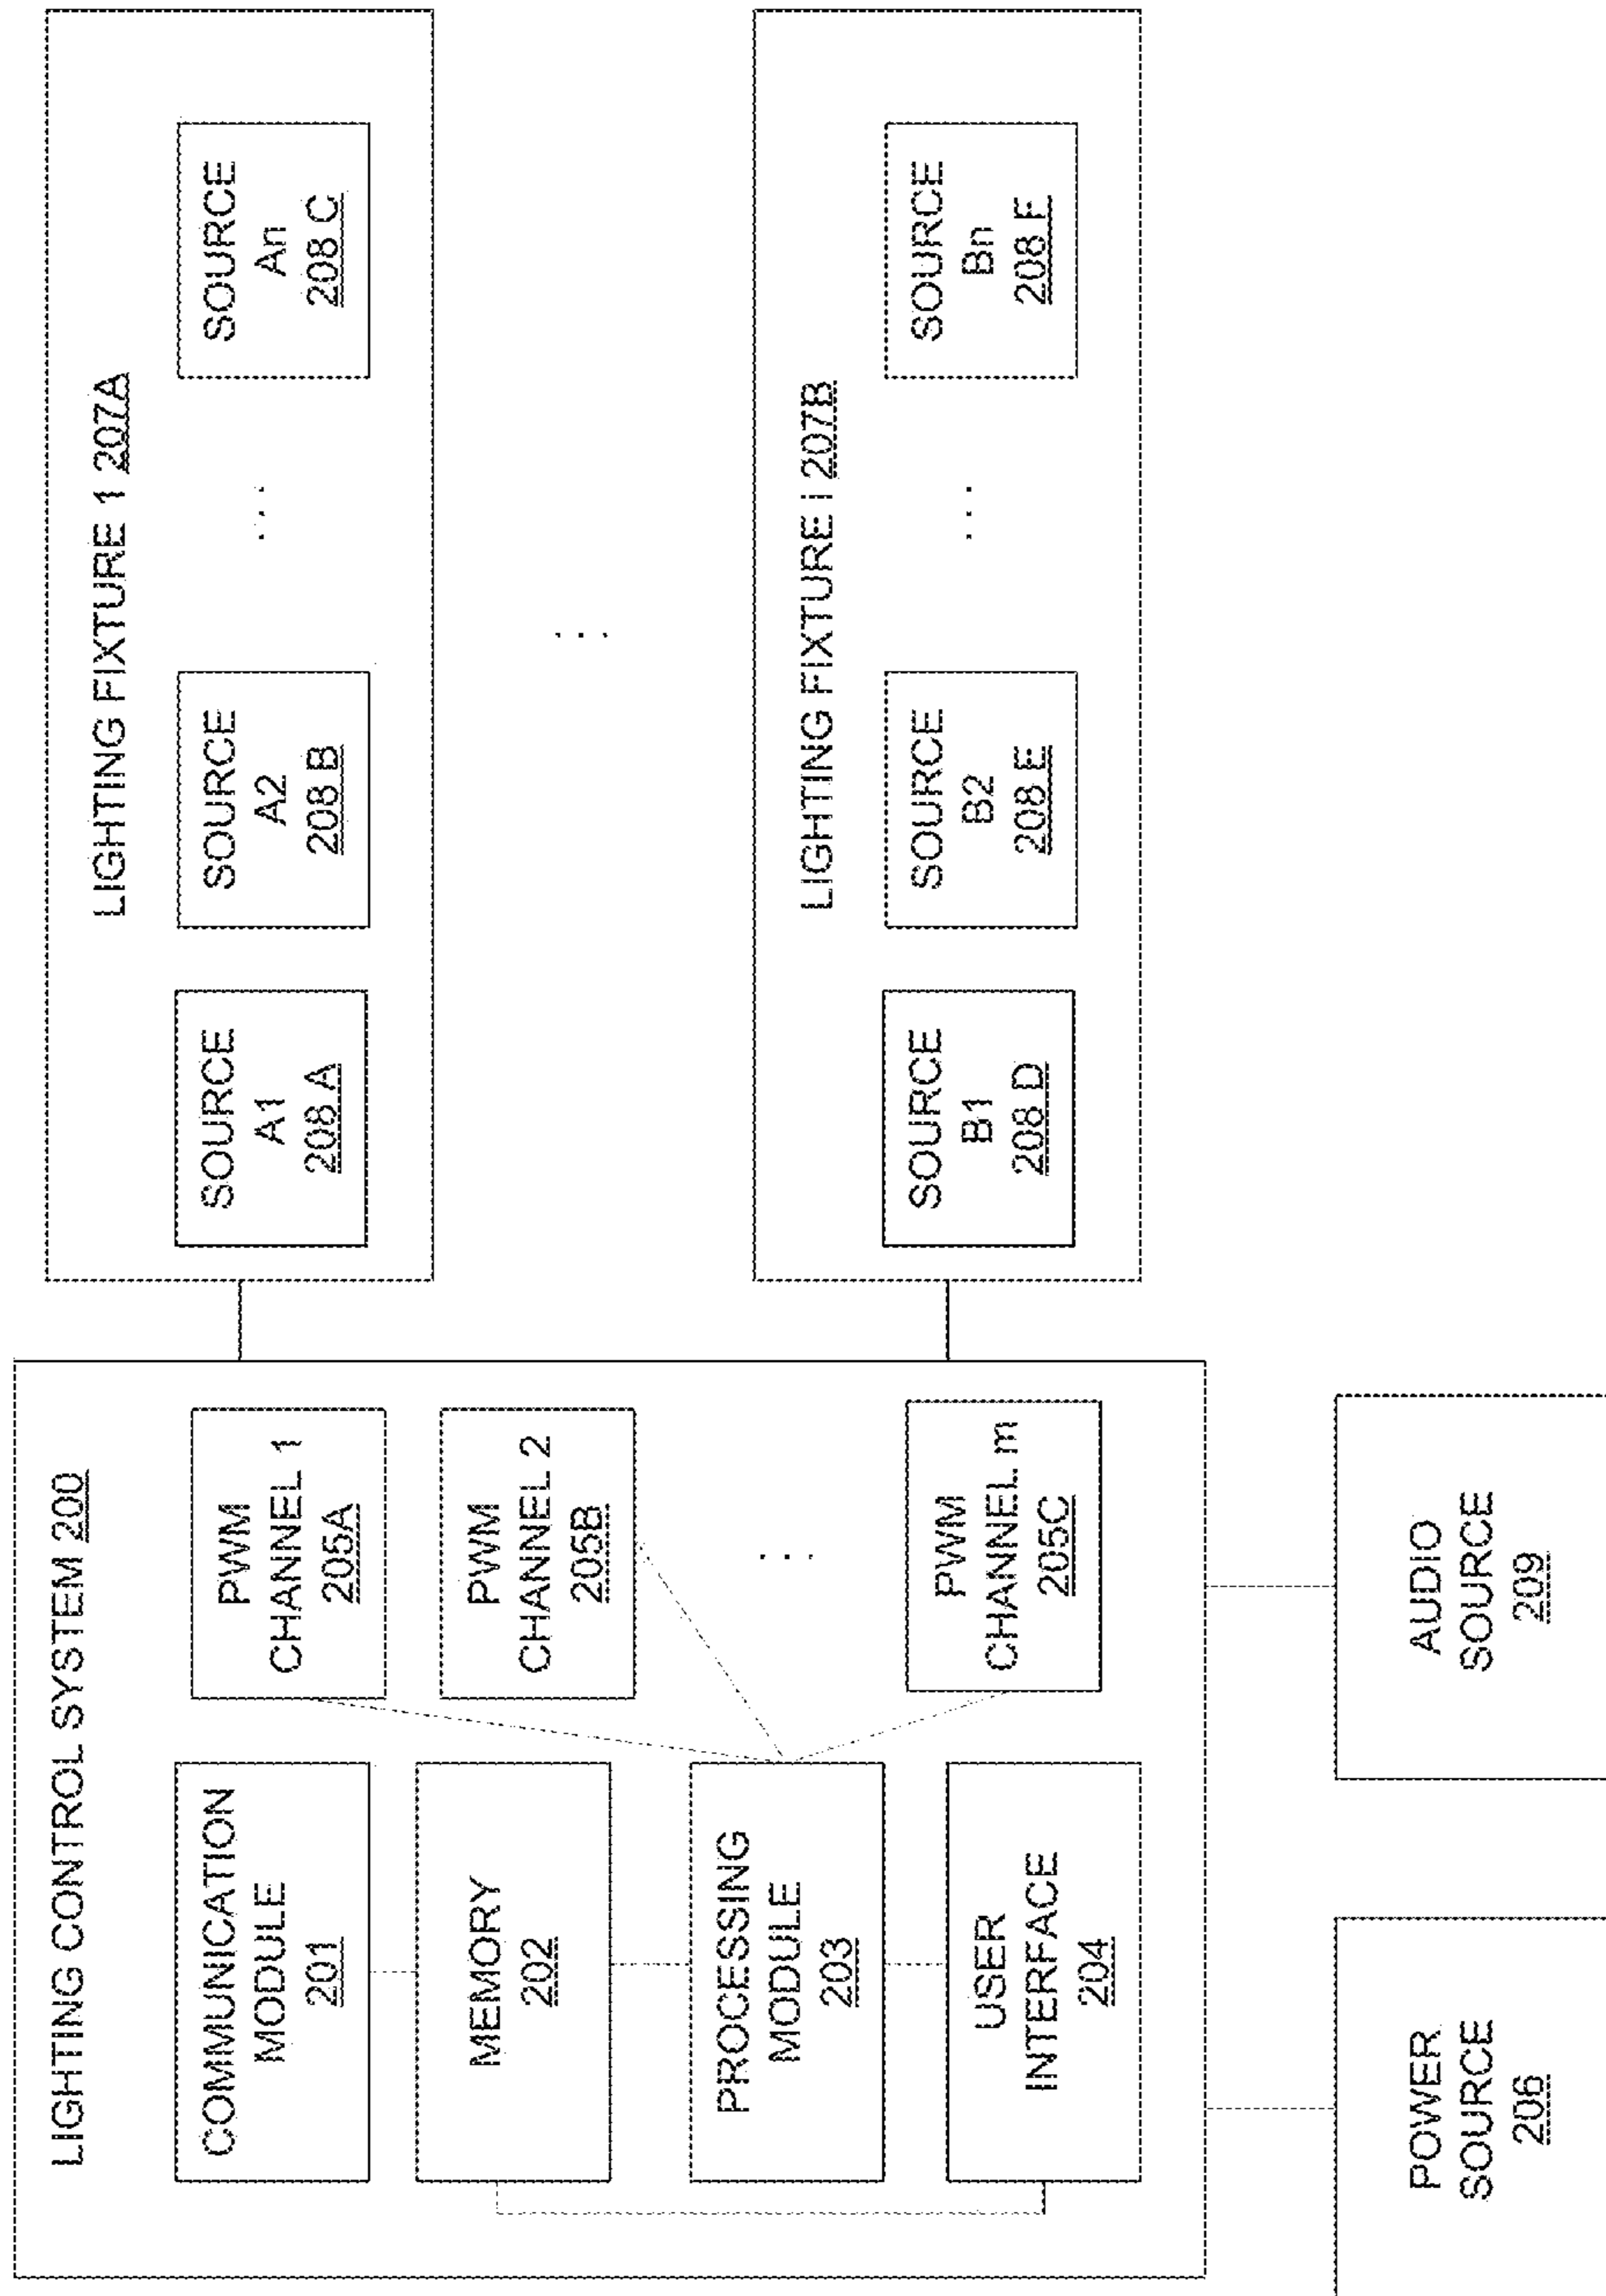 LIGHTING CONTROL SYSTEM 200
COMMUNICATION
MODULE
201
MEMORY
202
PROCESSING
MODULE
203
USER
INTERFACE
204
PWM
CHANNEL 1
205A
PWM
CHANNEL 2
205B
...
PWM
CHANNEL m
205C
POWER
SOURCE
206
AUDIO
SOURCE
209
LIGHTING FIXTURE 1 207A
SOURCE
A1
208 A
SOURCE
A2
208 B
...
SOURCE
An
208 C
...
LIGHTING FIXTURE I 207B
SOURCE
B1
208 D
SOURCE
B2
208 E
...
SOURCE
Bn
208 F